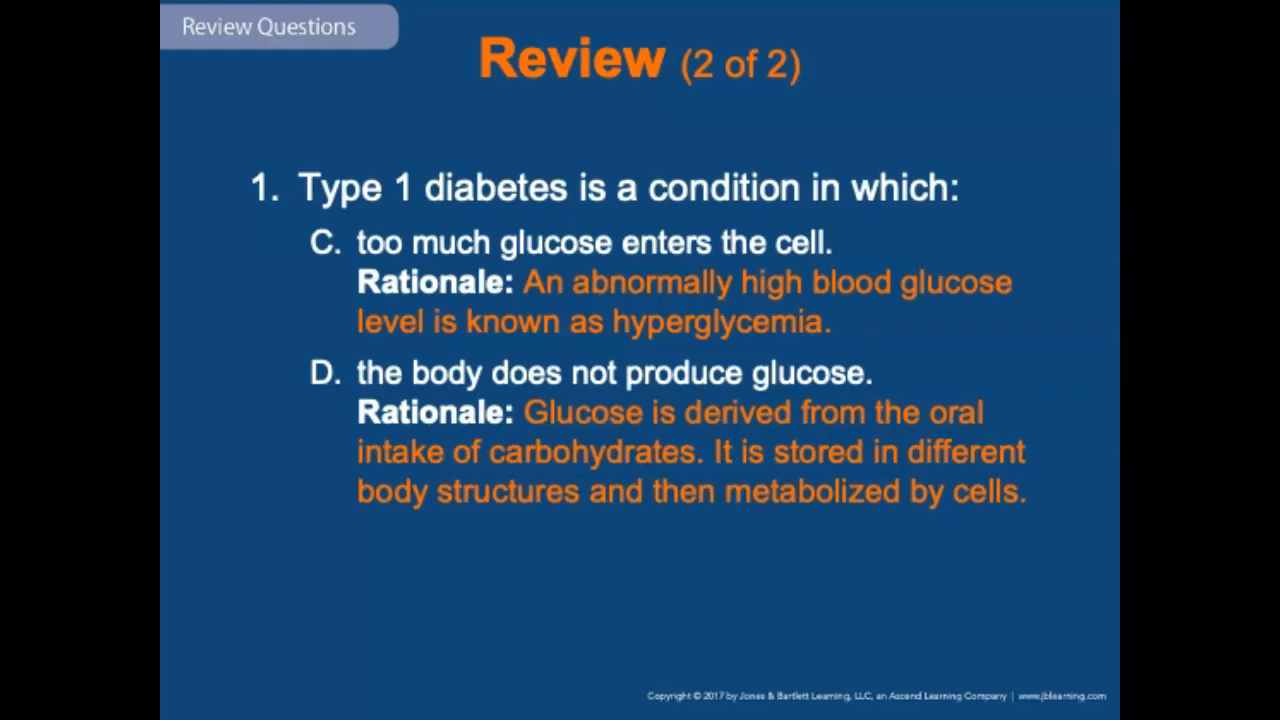 Review Questions
Review (2 of 2)
1. Type 1 diabetes is a condition in which:
C. too much glucose enters the cell.
Rationale: An abnormally high blood glucose
level is known as hyperglycemia.
D. the body does not produce glucose.
Rationale: Glucose is derived from the oral
intake of carbohydrates. It is stored in different
body structures and then metabolized by cells.
Copyright © 2017 by Jones & Bartlett Learning, LLC, an Ascend Learning Company | www.jblearning.com